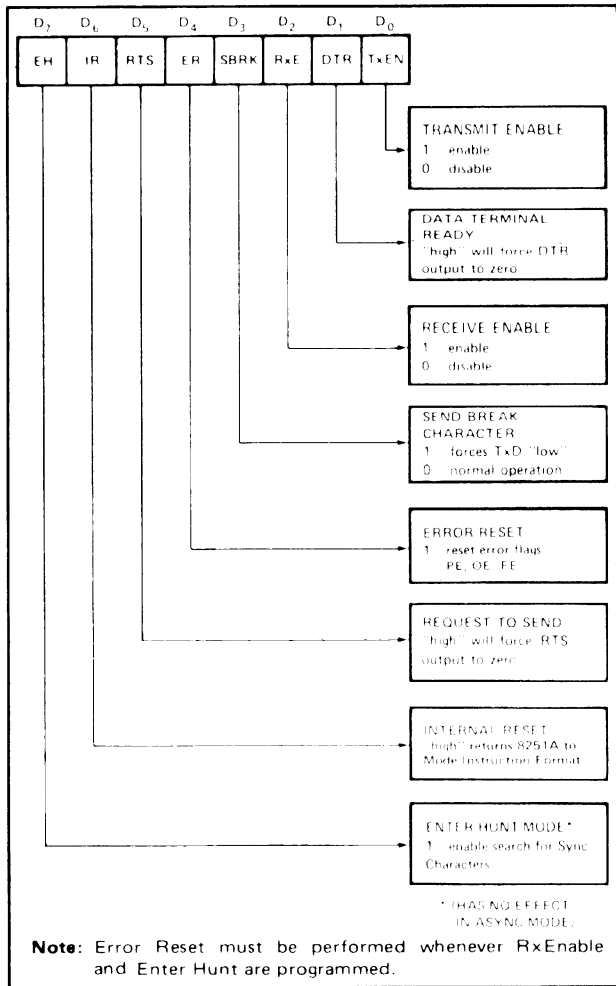 D7 D6 D5 D4 D3 D2 D1 D0
EH IR RTS ER SBRK RxE DTR TxEN
TRANSMIT ENABLE
1 enable
0 disable
DATA TERMINAL
READY
"high" will force DTR
output to zero
RECEIVE ENABLE
1 enable
0 disable
SEND BREAK
CHARACTER
1 forces TxD "low"
0 normal operation
ERROR RESET
1 reset error flags
PE, OE, FE
REQUEST TO SEND
"high" will force RTS
output to zero
INTERNAL RESET
"high" returns 8251A to
Mode Instruction Format
ENTER HUNT MODE*
1 enable search for Sync
Characters
* (HAS NO EFFECT
IN ASYNC MODE)
Note: Error Reset must be performed whenever RxEnable
and Enter Hunt are programmed.